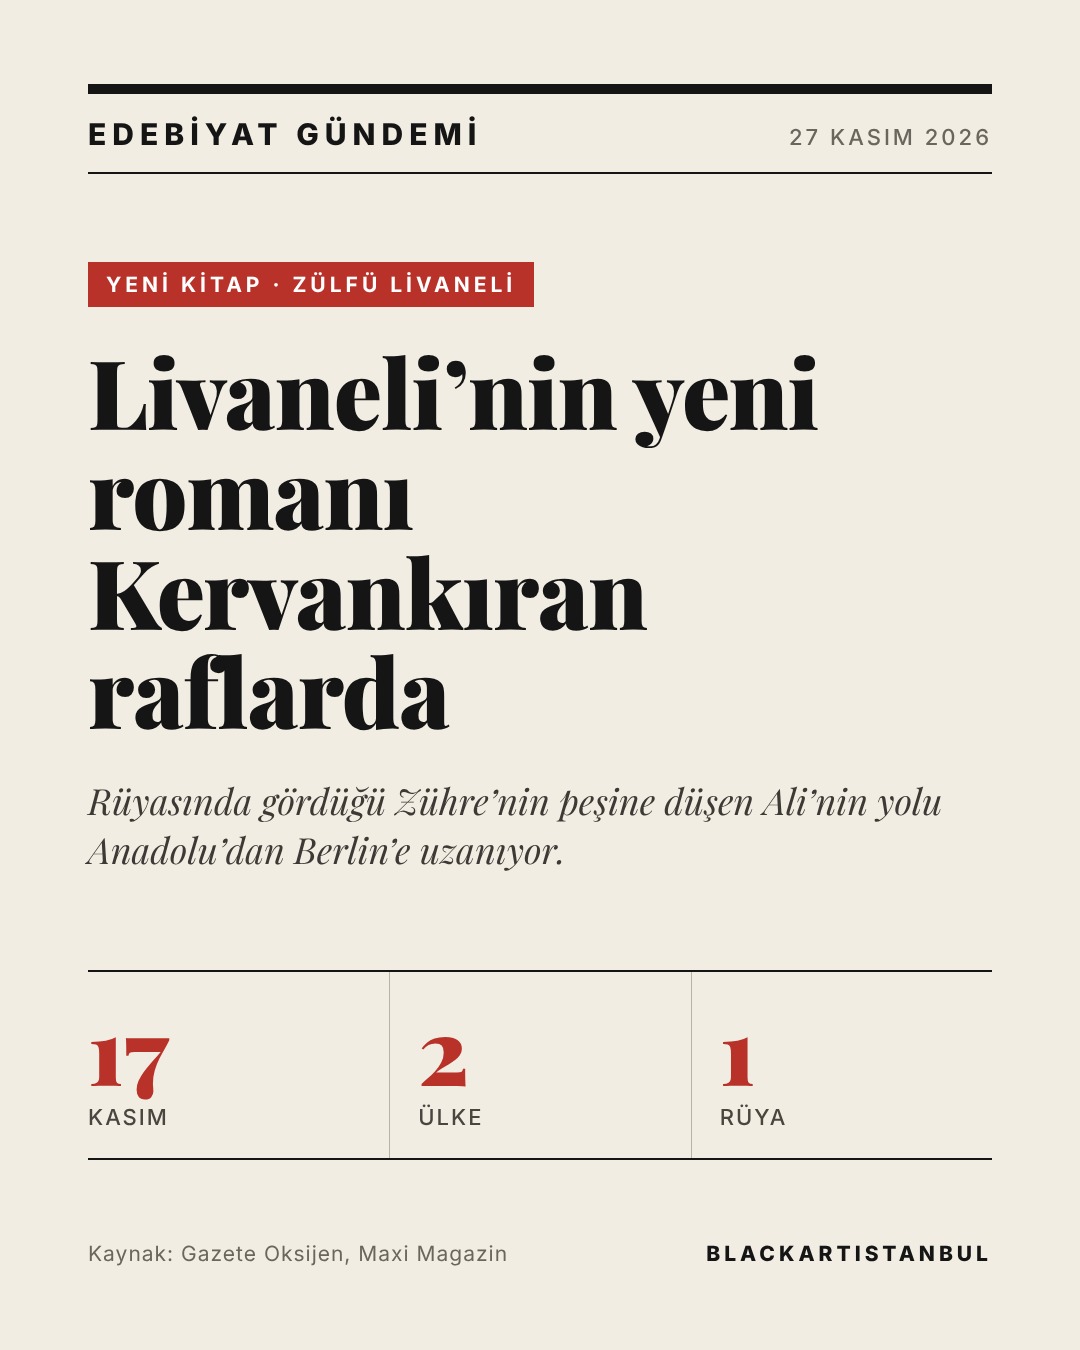 EDEBİYAT GÜNDEMİ
27 KASIM 2026
YENİ KİTAP · ZÜLFÜ LİVANELİ
Livaneli’nin yeni
romanı
Kervankıran
raflarda
Rüyasında gördüğü Zühre’nin peşine düşen Ali’nin yolu
Anadolu’dan Berlin’e uzanıyor.
17
KASIM
2
ÜLKE
1
RÜYA
Kaynak: Gazete Oksijen, Maxi Magazin
BLACKARTISTANBUL